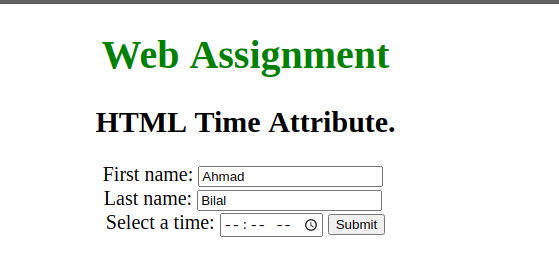 Web Assignment
HTML Time Attribute.
First name: Ahmad
Last name: Bilal
Select a time: --:-- -- Submit